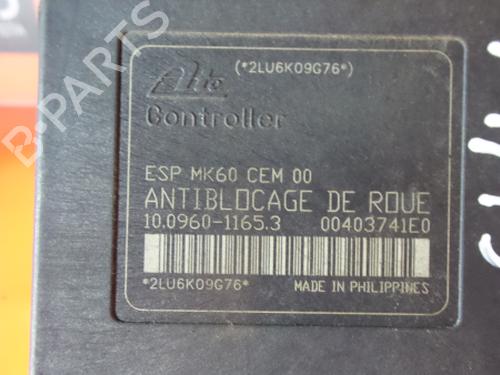 (*2LU6K09G76*)
Ate
Controller
ESP MK60 CEM 00
ANTIBLOCAGE DE ROUE
10.0960-1165.3 00403741E0
*2LU6K09G76*
MADE IN PHILIPPINES
B-PARTS